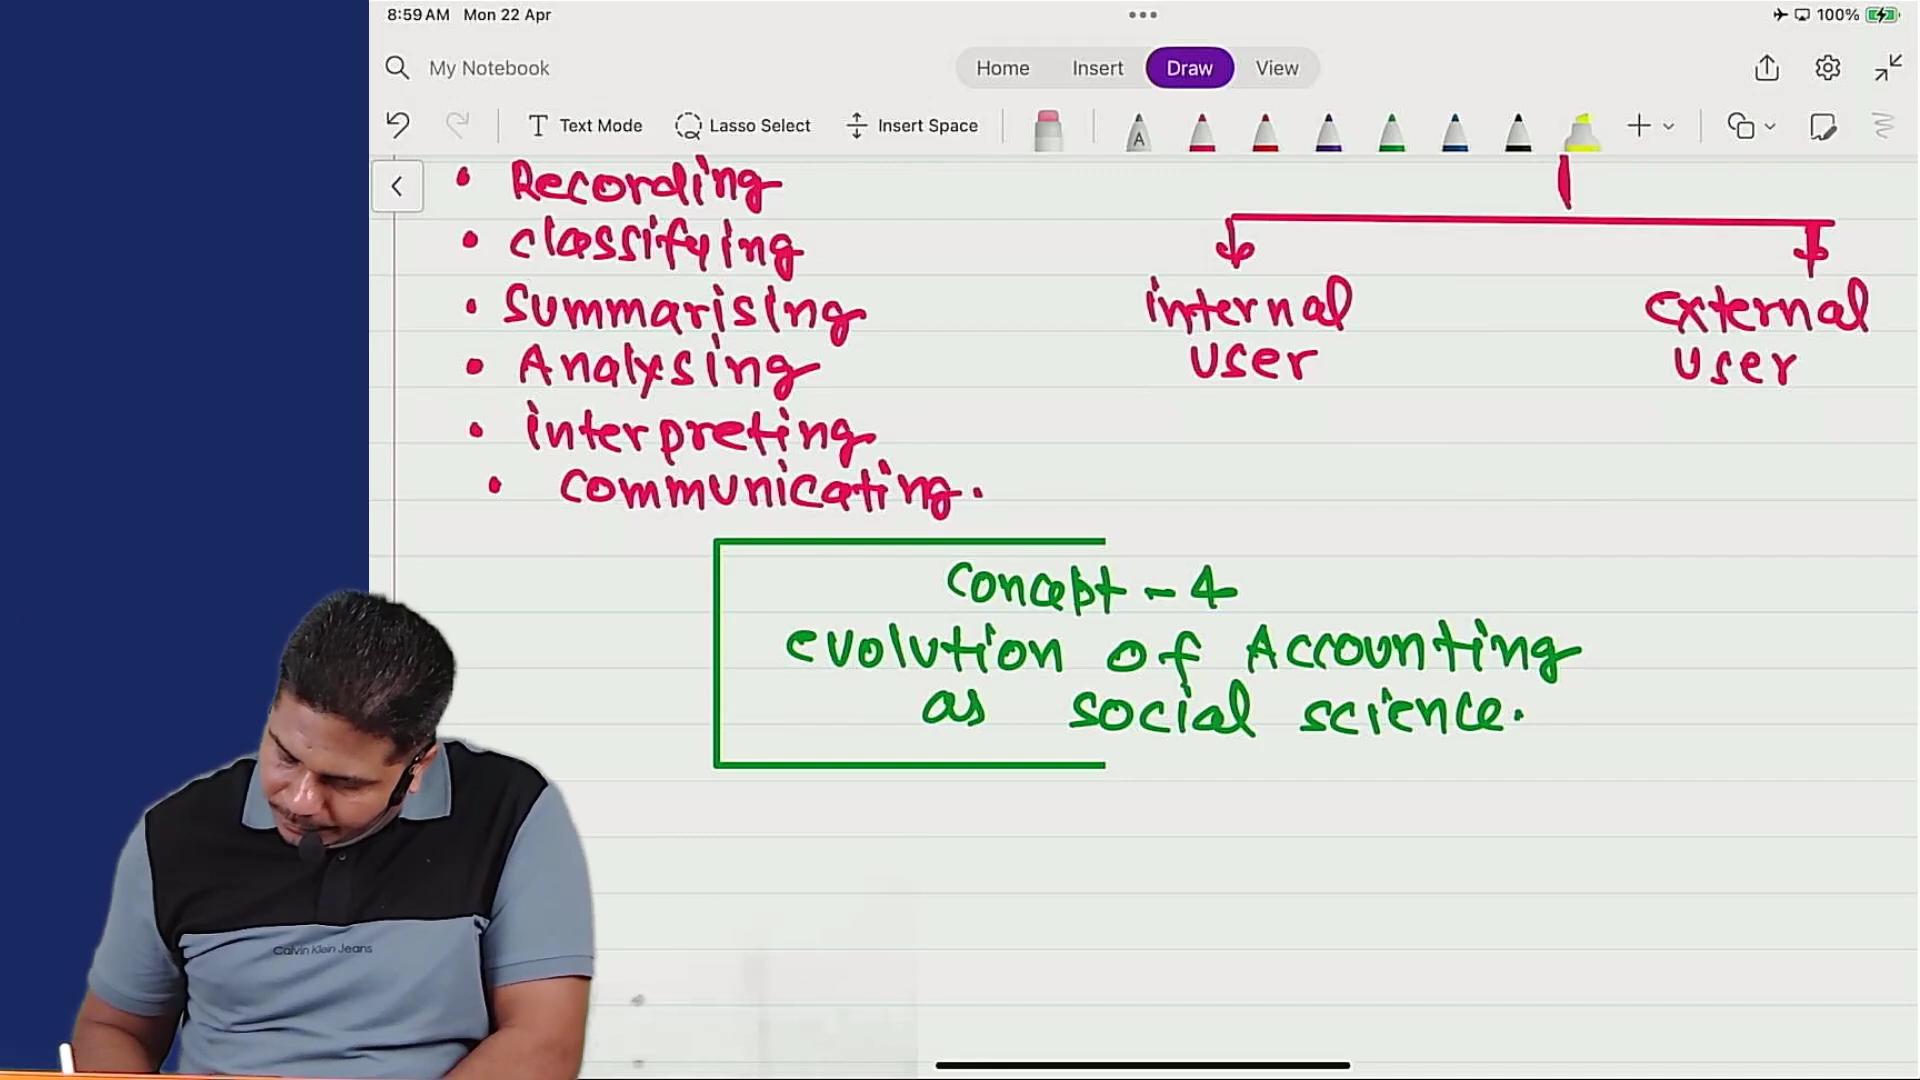 8:59 AM Mon 22 Apr
100%
My Notebook
Home Insert Draw View
Text Mode Lasso Select Insert Space
A
• Recording
• classifying
• Summarising
• Analysing
• interpreting
• communicating.
internal
user
external
user
Concept - 4
evolution of Accounting
as social science.
Calvin Klein Jeans